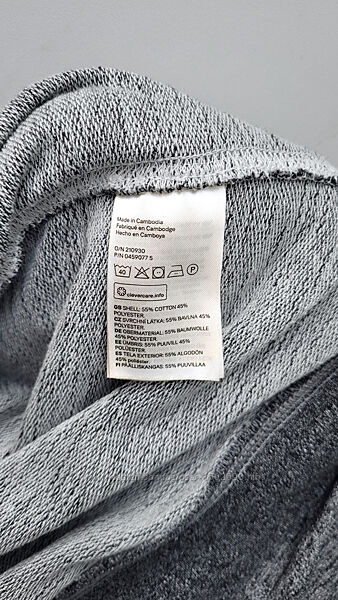 Made in Cambodia
Fabriqué en Cambodge
Hecho en Camboya
O/N 210930
P/N 0459077 S
40
P
clevercare.info
GB SHELL: 55% COTTON 45%
POLYESTER.
CZ SVRCHNÍ LÁTKA: 55% BAVLNA 45%
POLYESTER.
DE OBERMATERIAL: 55% BAUMWOLLE
45% POLYESTER.
EE ÜMBRIS: 55% PUUVILL 45%
POLÜESTER.
ES TELA EXTERIOR: 55% ALGODÓN
45% poliéster.
FI PÄÄLLISKANGAS: 55% PUUVILLAA